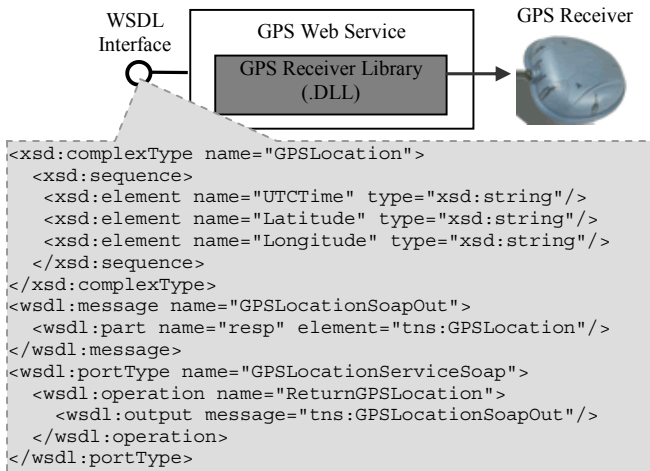 WSDL
Interface
GPS Web Service
GPS Receiver
GPS Receiver Library
(.DLL)
<xsd:complexType name="GPSLocation">
  <xsd:sequence>
   <xsd:element name="UTCTime" type="xsd:string"/>
   <xsd:element name="Latitude" type="xsd:string"/>
   <xsd:element name="Longitude" type="xsd:string"/>
  </xsd:sequence>
</xsd:complexType>
<wsdl:message name="GPSLocationSoapOut">
  <wsdl:part name="resp" element="tns:GPSLocation"/>
</wsdl:message>
<wsdl:portType name="GPSLocationServiceSoap">
  <wsdl:operation name="ReturnGPSLocation">
    <wsdl:output message="tns:GPSLocationSoapOut"/>
  </wsdl:operation>
</wsdl:portType>